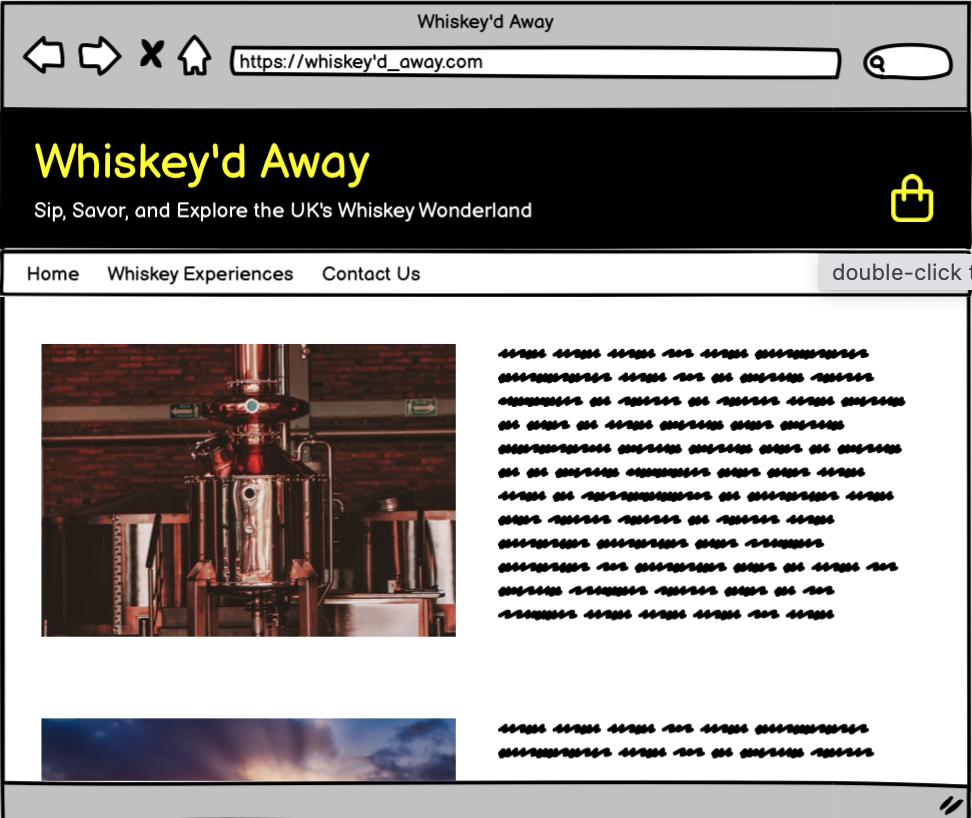 Whiskey'd Away
https://whiskey'd_away.com
Whiskey'd Away
Sip, Savor, and Explore the UK's Whiskey Wonderland
Home Whiskey Experiences Contact Us
double-click t